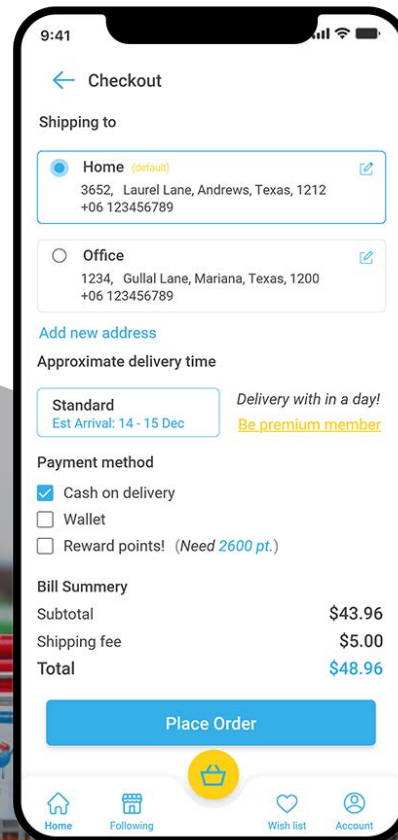 9:41
Checkout
Shipping to
Home (default)
3652, Laurel Lane, Andrews, Texas, 1212
+06 123456789
Office
1234, Gullal Lane, Mariana, Texas, 1200
+06 123456789
Add new address
Approximate delivery time
Standard
Est Arrival: 14 - 15 Dec
Delivery with in a day!
Be premium member
Payment method
Cash on delivery
Wallet
Reward points! (Need 2600 pt.)
Bill Summery
Subtotal $43.96
Shipping fee $5.00
Total $48.96
Place Order
Home Following Wish list Account